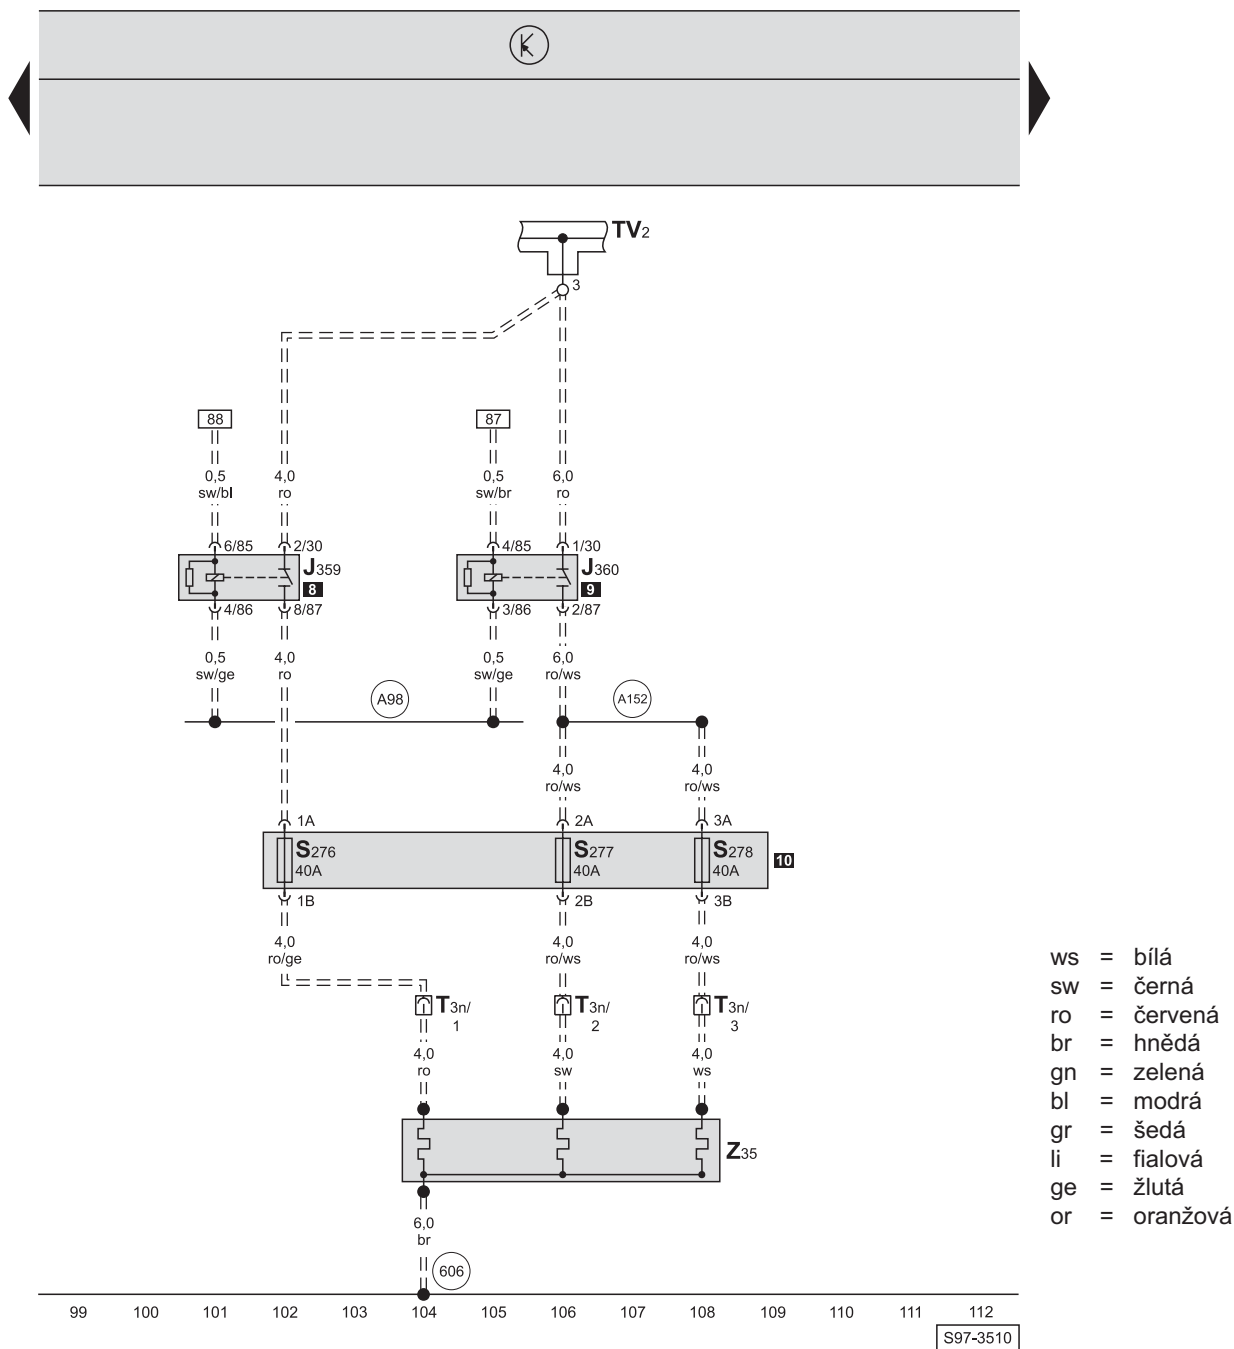 TV2
3
88
87
0,5
sw/bl
4,0
ro
0,5
sw/br
6,0
ro
6/85
2/30
4/85
1/30
J359
8
J360
9
4/86
8/87
3/86
2/87
0,5
sw/ge
4,0
ro
0,5
sw/ge
6,0
ro/ws
A98
A152
4,0
ro/ws
4,0
ro/ws
1A
2A
3A
S276
40A
S277
40A
S278
40A
10
1B
2B
3B
4,0
ro/ge
4,0
ro/ws
4,0
ro/ws
T3n/
1
T3n/
2
T3n/
3
4,0
ro
4,0
sw
4,0
ws
Z35
6,0
br
606
99 100 101 102 103 104 105 106 107 108 109 110 111 112
S97-3510
ws = bílá
sw = černá
ro = červená
br = hnědá
gn = zelená
bl = modrá
gr = šedá
li = fialová
ge = žlutá
or = oranžová